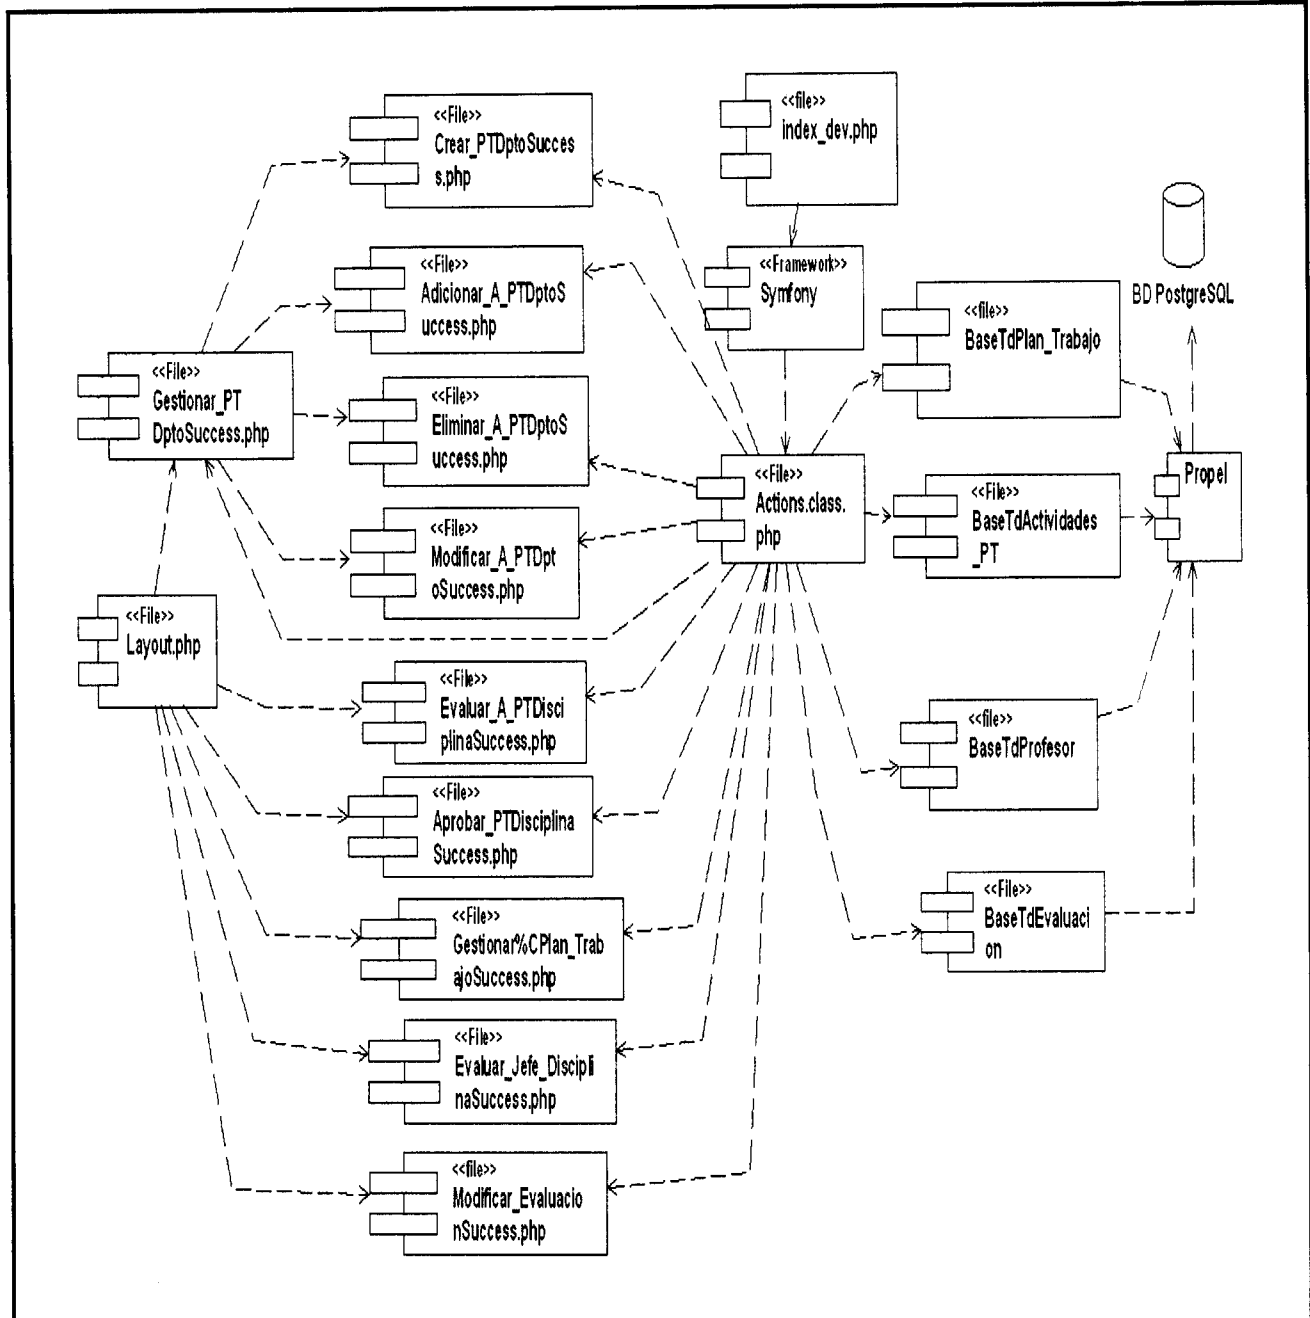 <<File>>
Crear_PTDptoSucces
s.php
<<file>>
index_dev.php
<<File>>
Adicionar_A_PTDptoS
uccess.php
<<Framework>>
Symfony
BD PostgreSQL
<<file>>
BaseTdPlan_Trabajo
<<File>>
Gestionar_PT
DptoSuccess.php
<<File>>
Eliminar_A_PTDptoS
uccess.php
<<File>>
Actions.class.
php
<<File>>
BaseTdActividades
_PT
Propel
<<File>>
Modificar_A_PTDpt
oSuccess.php
<<File>>
Layout.php
<<File>>
Evaluar_A_PTDisci
plinaSuccess.php
<<file>>
BaseTdProfesor
<<File>>
Aprobar_PTDisciplina
Success.php
<<File>>
Gestionar%CPlan_Trab
ajoSuccess.php
<<File>>
BaseTdEvaluaci
on
<<File>>
Evaluar_Jefe_Discipli
naSuccess.php
<<file>>
Modificar_Evaluacio
nSuccess.php